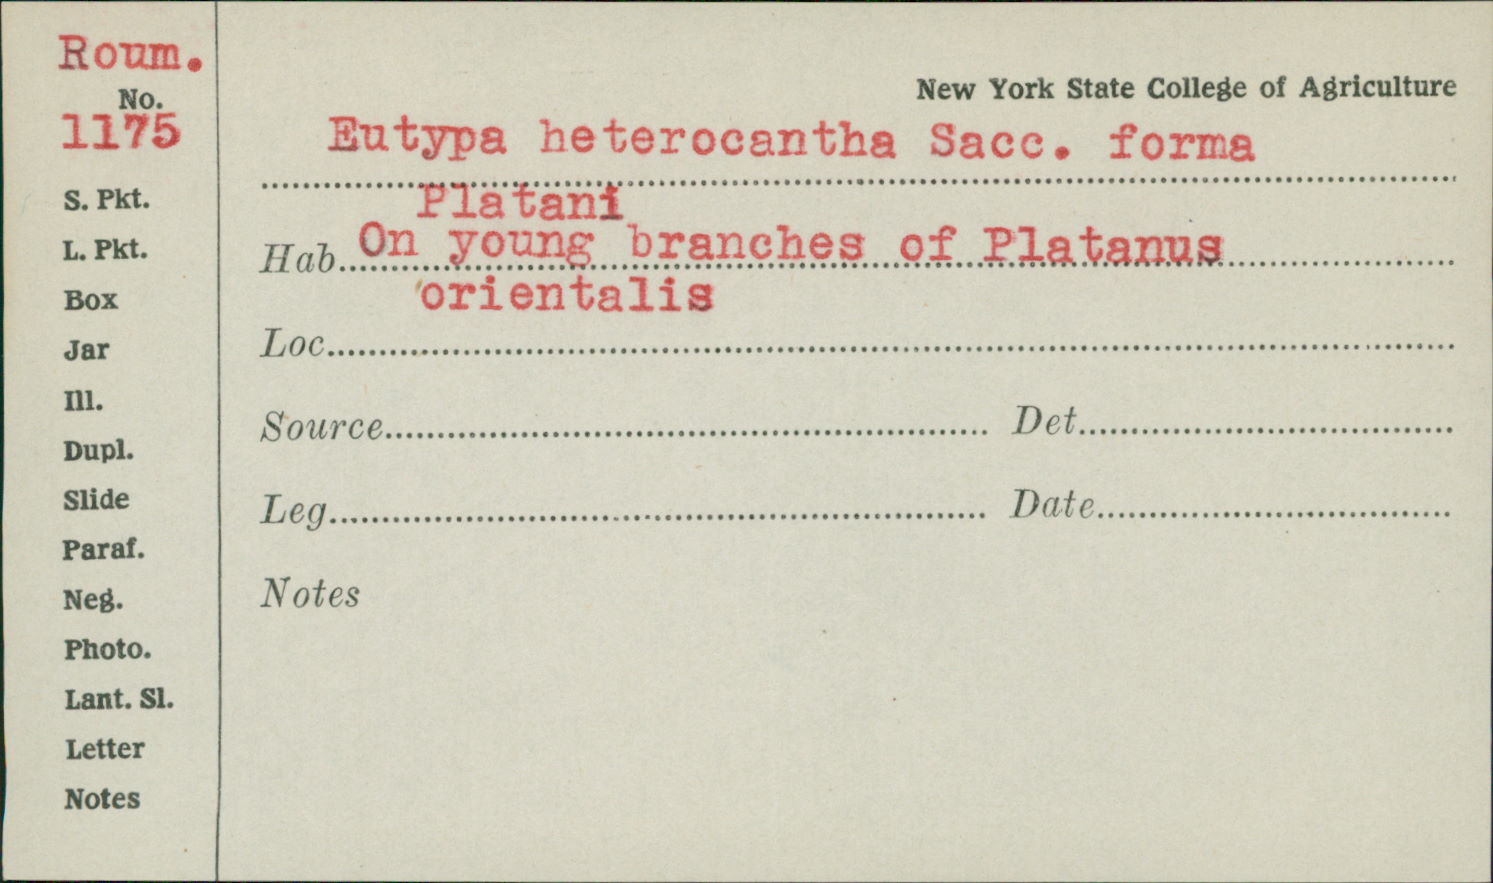 Roum.
No.
1175
S. Pkt.
L. Pkt.
Box
Jar
Ill.
Dupl.
Slide
Paraf.
Neg.
Photo.
Lant. Sl.
Letter
Notes
New York State College of Agriculture
Eutypa heterocantha Sacc. forma
Platani
Hab. On young branches of Platanus
orientalis
Loc.
Source Det.
Leg. Date
Notes